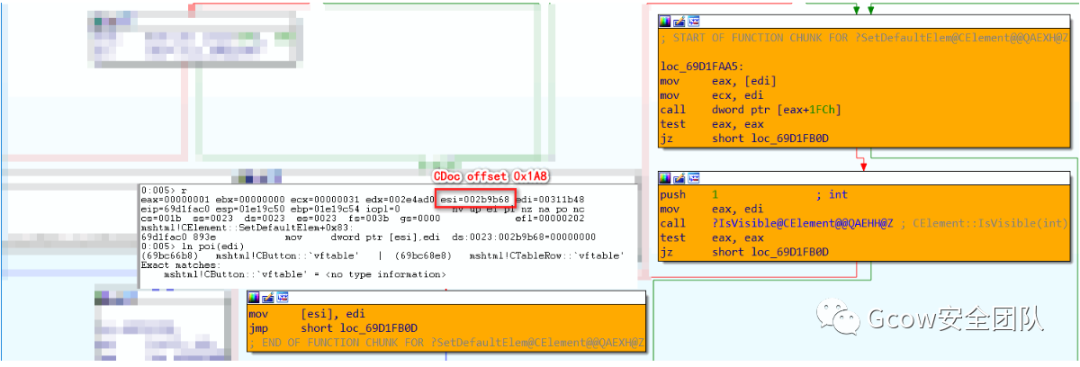 ; START OF FUNCTION CHUNK FOR ?SetDefaultElem@CElement@@QAEXH@Z
loc_69D1FAA5:
mov eax, [edi]
mov ecx, edi
call dword ptr [eax+1FCh]
test eax, eax
jz short loc_69D1FB0D
CDoc offset 0x1A8
0:005> r
eax=00000001 ebx=00000000 ecx=00000031 edx=002e4ad0 esi=002b9b68 edi=00311b48
eip=69d1fac0 esp=01e19c50 ebp=01e19c54 iopl=0 nv up ei pl nz na po nc
cs=001b ss=0023 ds=0023 es=0023 fs=003b gs=0000 efl=00000202
mshtml!CElement::SetDefaultElem+0x83:
69d1fac0 893e mov dword ptr [esi],edi ds:0023:002b9b68=00000000
0:005> ln poi(edi)
(69bc66b8) mshtml!CButton::`vftable' | (69bc68e8) mshtml!CTableRow::`vftable'
Exact matches:
mshtml!CButton::`vftable' = <no type information>
push 1 ; int
mov eax, edi
call ?IsVisible@CElement@@QAEHH@Z ; CElement::IsVisible(int)
test eax, eax
jz short loc_69D1FB0D
mov [esi], edi
jmp short loc_69D1FB0D
; END OF FUNCTION CHUNK FOR ?SetDefaultElem@CElement@@QAEXH@Z
Gcow安全团队